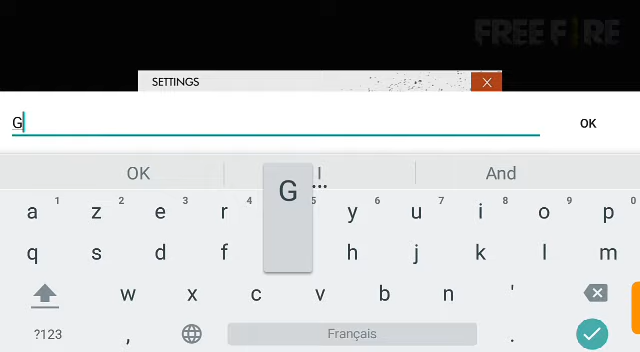 FREE FIRE
SETTINGS
G
OK
OK I And
G ...
a 1 z 2 e 3 r 4 5 y 6 u 7 i 8 o 9 p 0
q s d f h j k l m
w x c v b n '
?123 , Français .